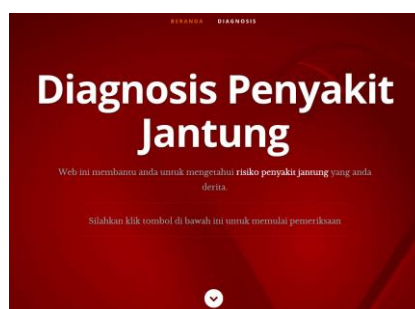 BERANDA DIAGNOSIS
Diagnosis Penyakit
Jantung
Web ini membantu anda untuk mengetahui risiko penyakit jantung yang anda
derita.
Silahkan klik tombol di bawah ini untuk memulai pemeriksaan